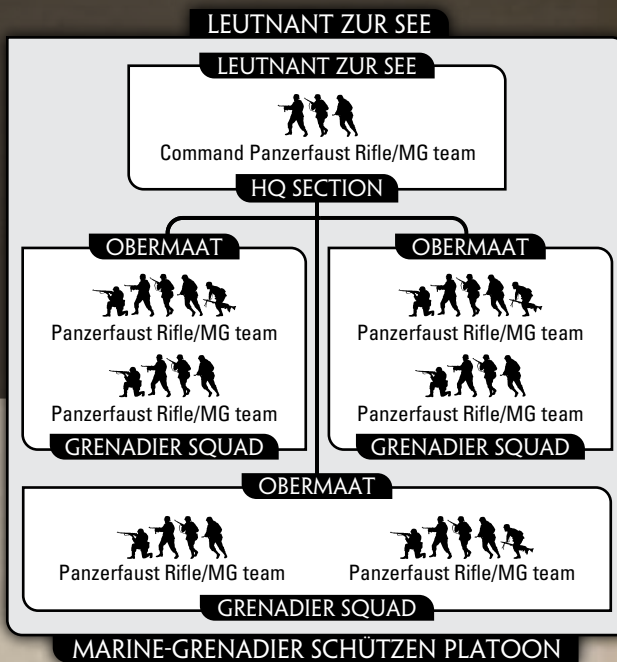 LEUTNANT ZUR SEE
LEUTNANT ZUR SEE
Command Panzerfaust Rifle/MG team
HQ SECTION
OBERMAAT
Panzerfaust Rifle/MG team
Panzerfaust Rifle/MG team
GRENADIER SQUAD
OBERMAAT
Panzerfaust Rifle/MG team
Panzerfaust Rifle/MG team
GRENADIER SQUAD
OBERMAAT
Panzerfaust Rifle/MG team
Panzerfaust Rifle/MG team
GRENADIER SQUAD
MARINE-GRENADIER SCHÜTZEN PLATOON